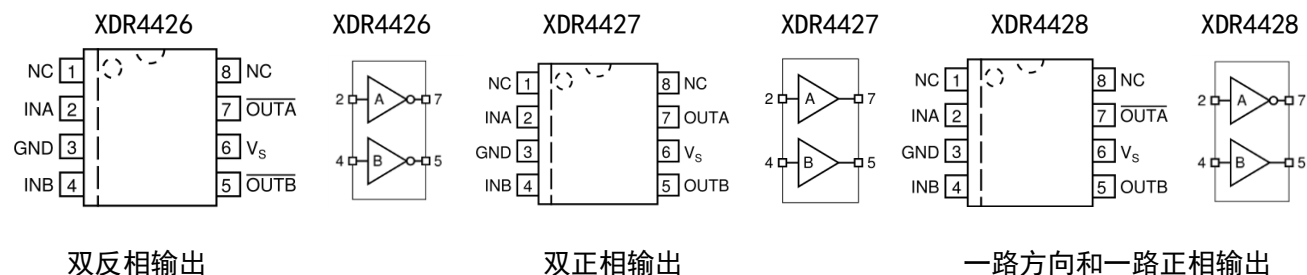 XDR4426 XDR4426 XDR4427 XDR4427 XDR4428 XDR4428
NC 1 8 NC
INA 2 7 OUTA
GND 3 6 VS
INB 4 5 OUTB
2 A 7
4 B 5
NC 1 8 NC
INA 2 7 OUTA
GND 3 6 VS
INB 4 5 OUTB
2 A 7
4 B 5
NC 1 8 NC
INA 2 7 OUTA
GND 3 6 VS
INB 4 5 OUTB
2 A 7
4 B 5
双反相输出 双正相输出 一路方向和一路正相输出